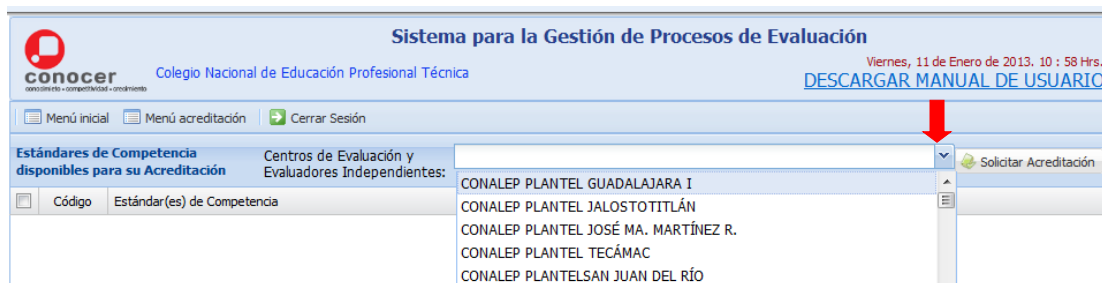 Sistema para la Gestión de Procesos de Evaluación
conocer
conocimiento • competitividad • crecimiento
Colegio Nacional de Educación Profesional Técnica
Viernes, 11 de Enero de 2013. 10 : 58 Hrs.
DESCARGAR MANUAL DE USUARIO
Menú inicial Menú acreditación Cerrar Sesión
Estándares de Competencia
disponibles para su Acreditación
Centros de Evaluación y
Evaluadores Independientes:
Solicitar Acreditación
Código Estándar(es) de Competencia
CONALEP PLANTEL GUADALAJARA I
CONALEP PLANTEL JALOSTOTITLÁN
CONALEP PLANTEL JOSÉ MA. MARTÍNEZ R.
CONALEP PLANTEL TECÁMAC
CONALEP PLANTELSAN JUAN DEL RÍO